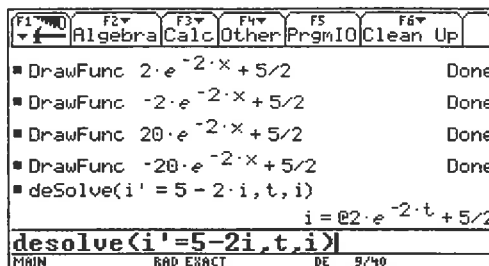 F1 F2 F3 F4 F5 F6
Algebra Calc Other PrgmIO Clean Up
DrawFunc 2·e^-2·x + 5/2 Done
DrawFunc -2·e^-2·x + 5/2 Done
DrawFunc 20·e^-2·x + 5/2 Done
DrawFunc -20·e^-2·x + 5/2 Done
deSolve(i' = 5 - 2·i, t, i)
i = @2·e^-2·t + 5/2
desolve(i'=5-2i,t,i)
MAIN RAD EXACT DE 9/40